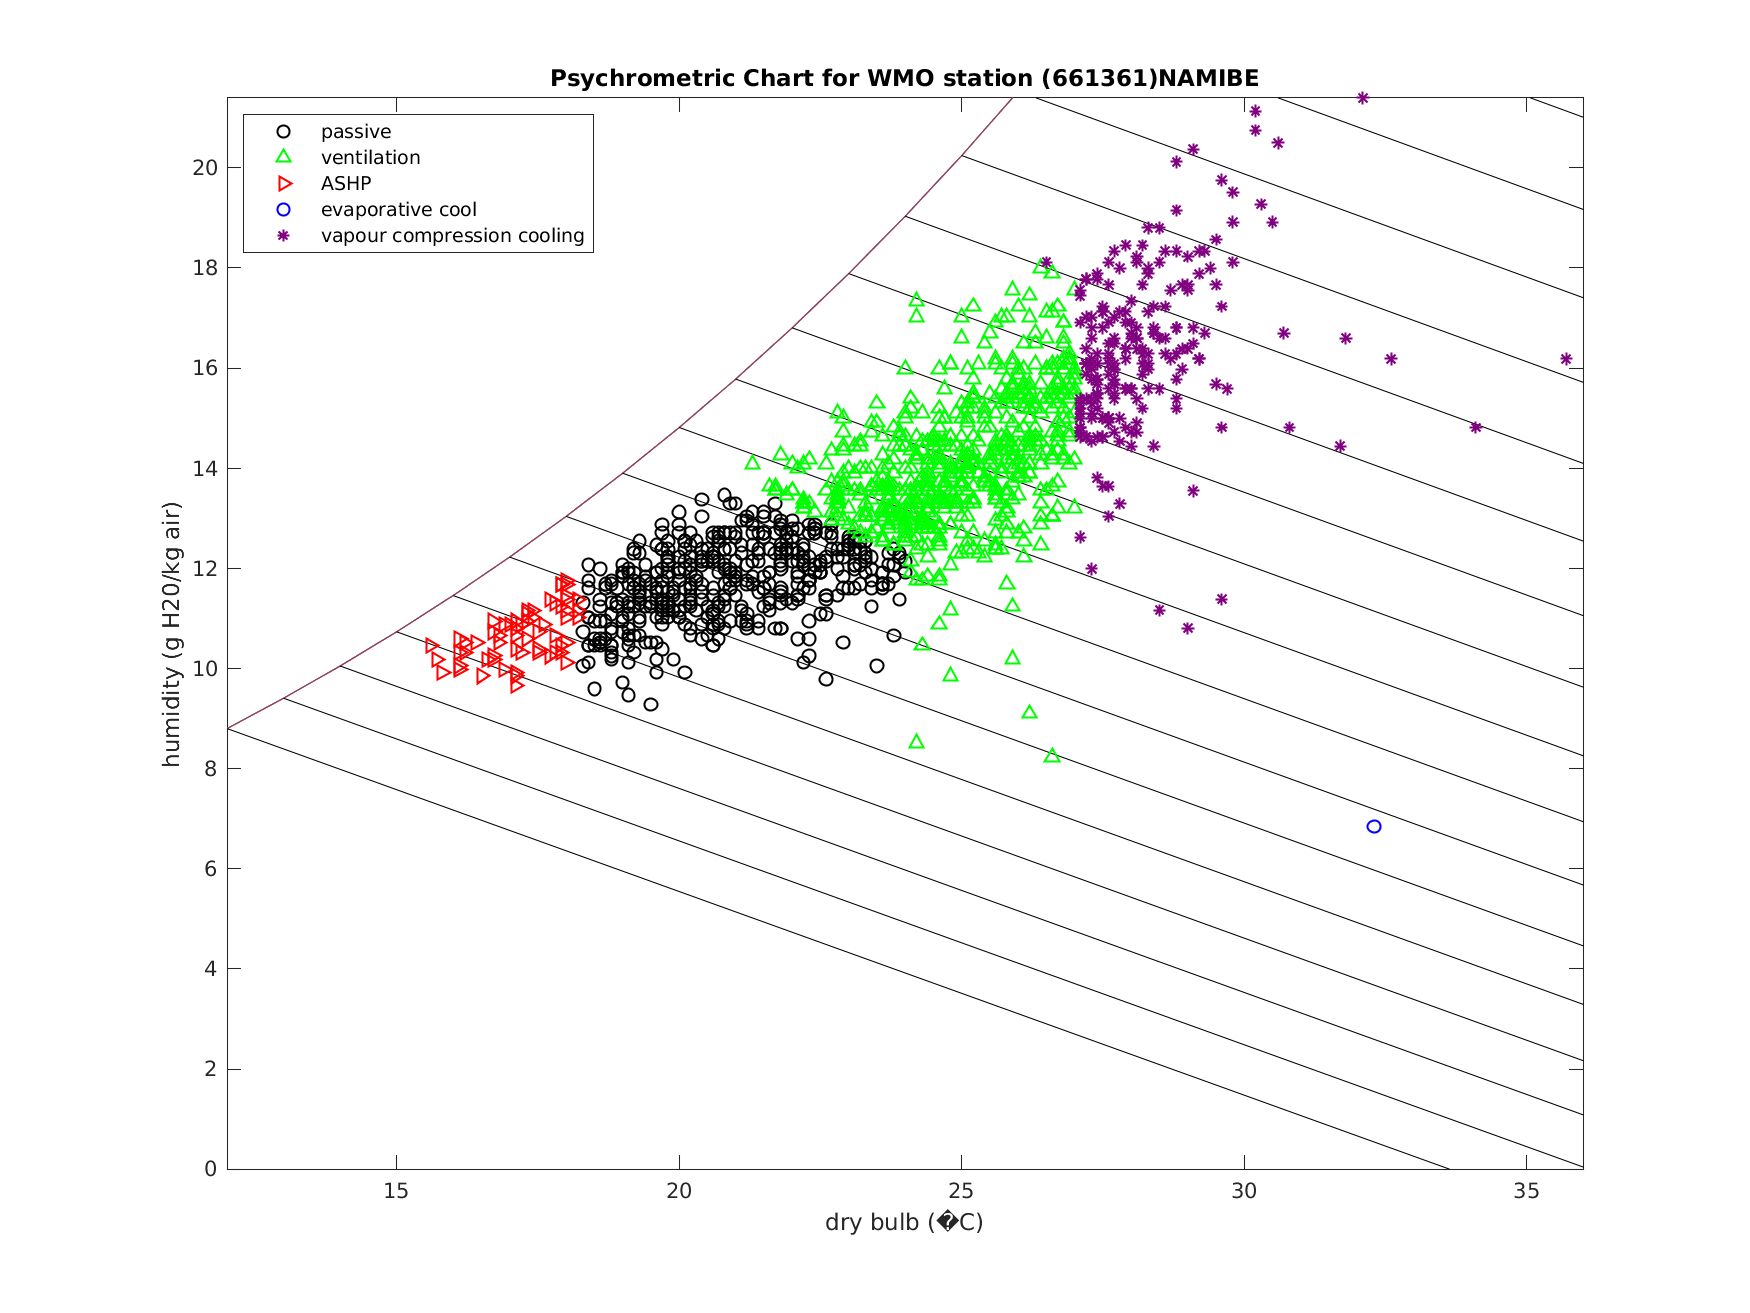 Psychrometric Chart for WMO station (661361)NAMIBE
passive
ventilation
ASHP
evaporative cool
vapour compression cooling
humidity (g H20/kg air)
20
18
16
14
12
10
8
6
4
2
0
15
20
25
30
35
dry bulb (�C)